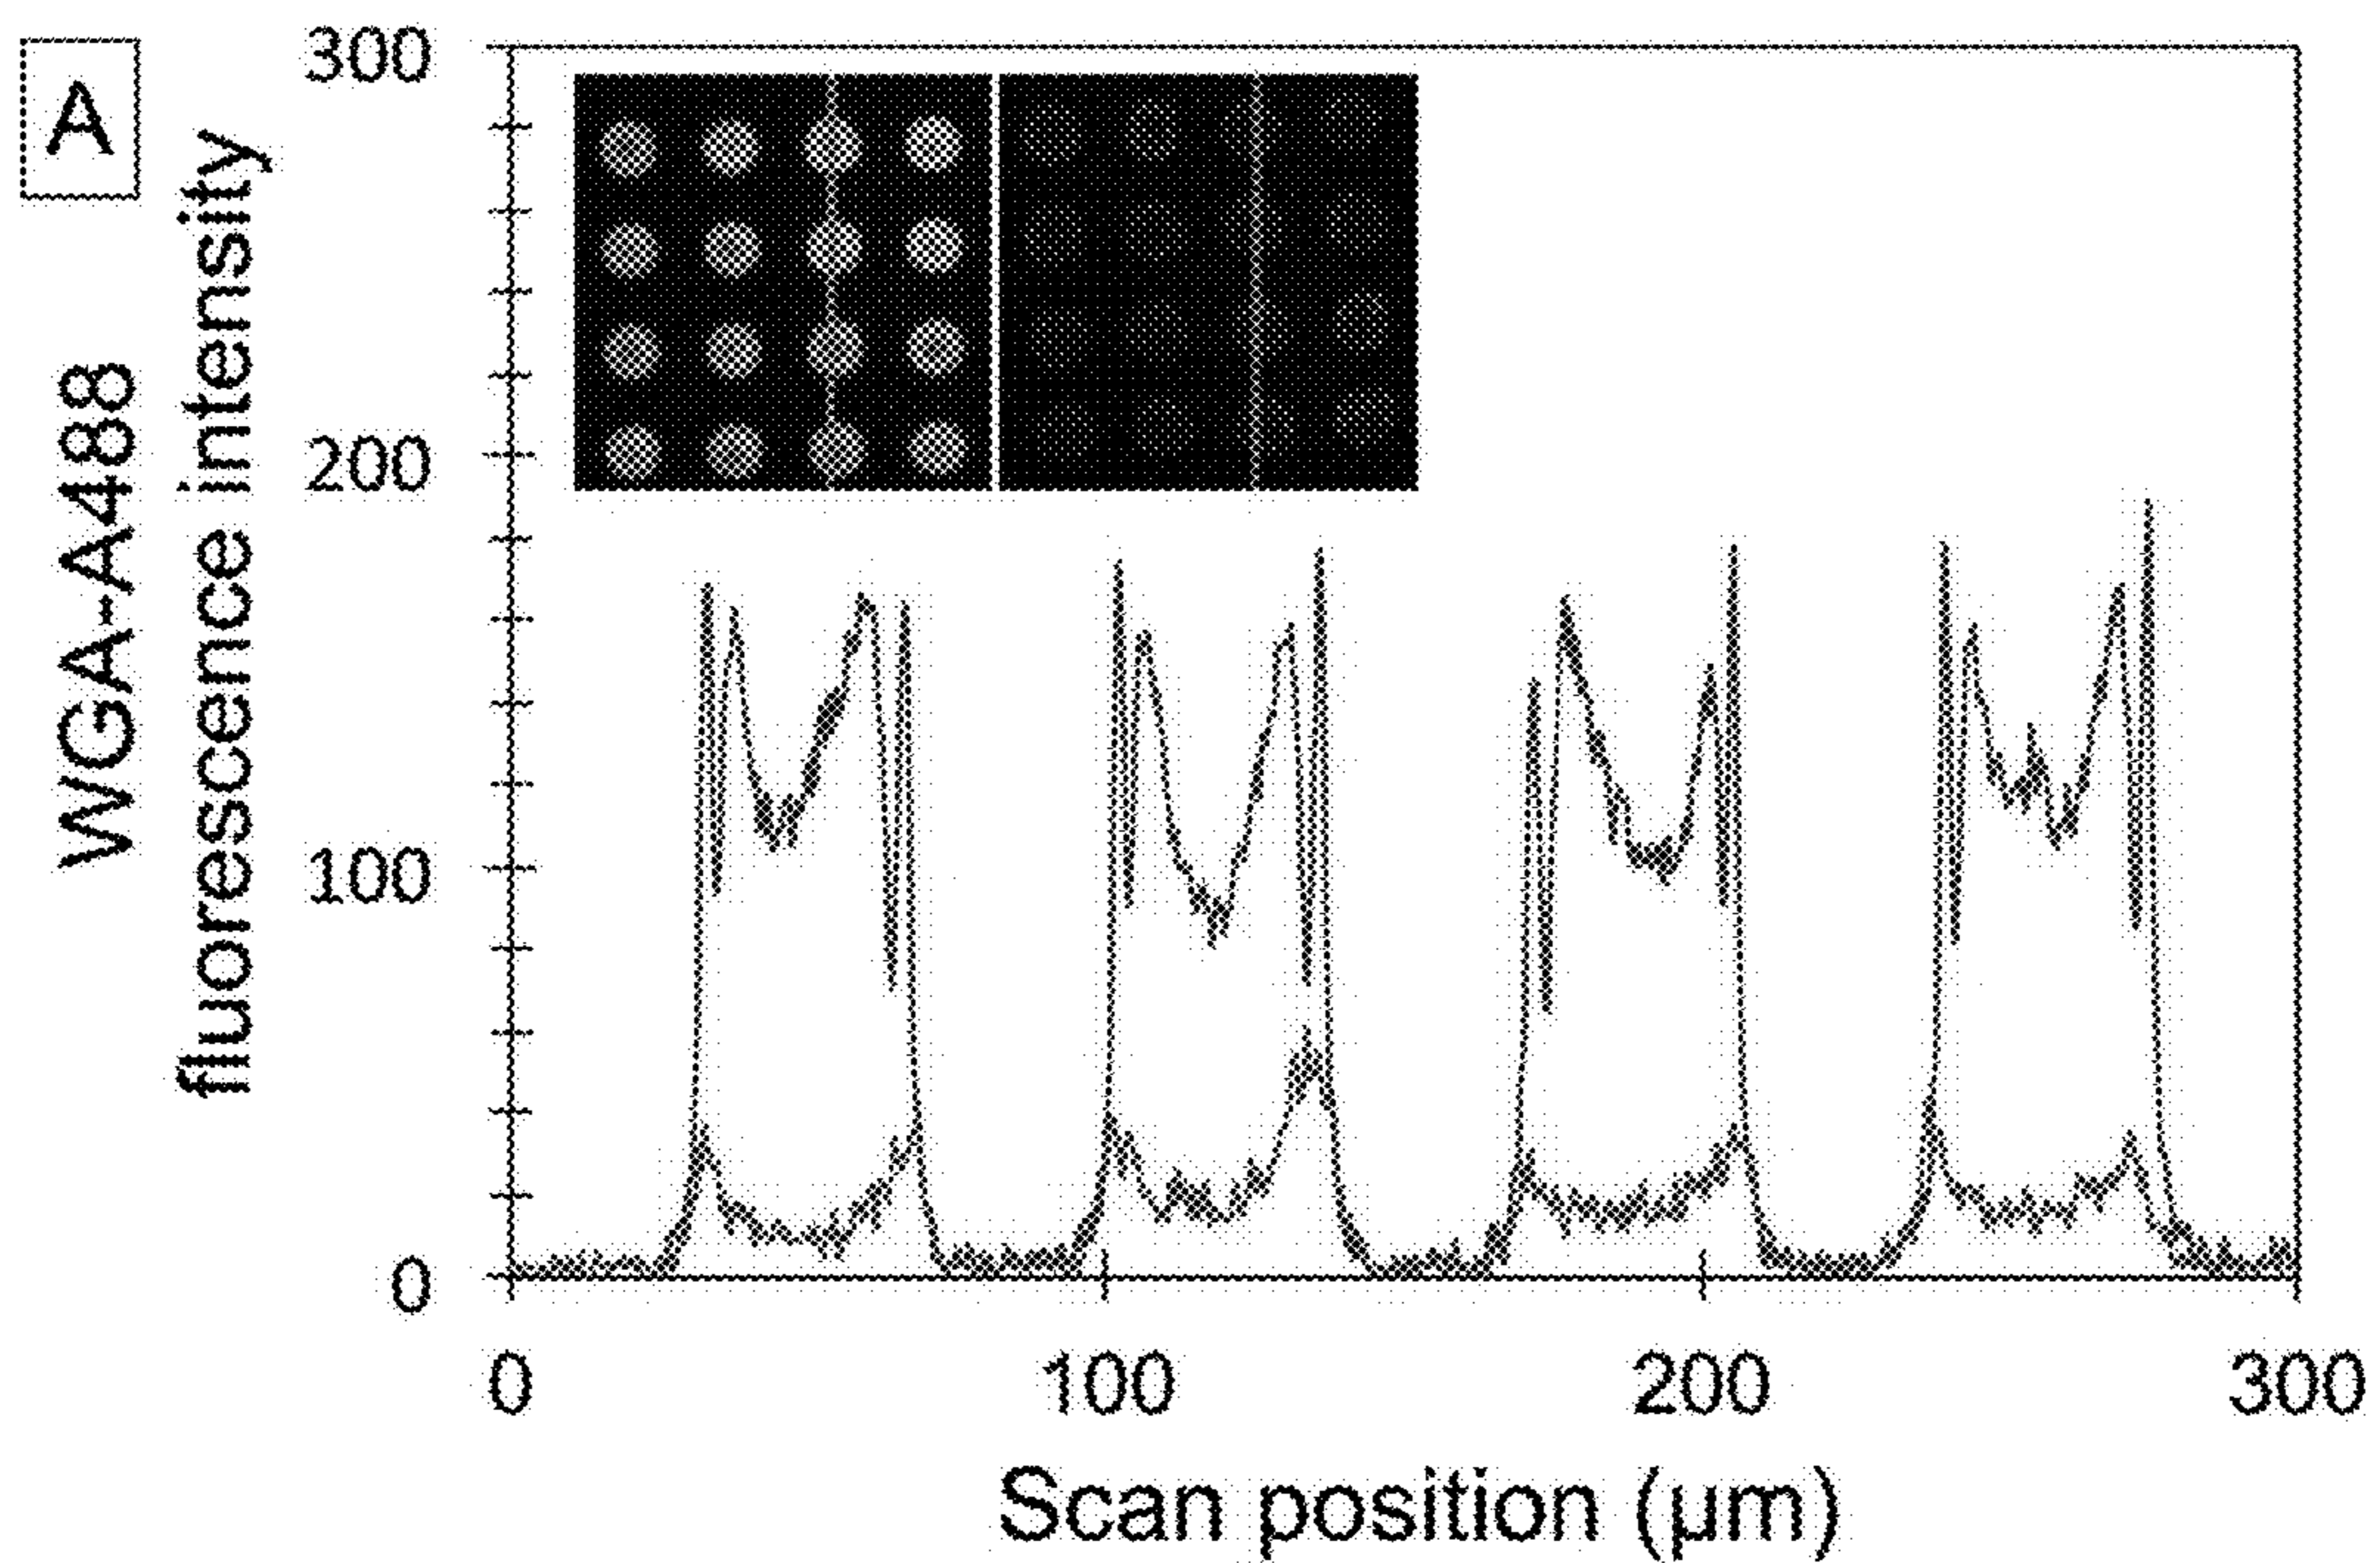 A
WGA-A488
fluorescence intensity
300
200
100
0
0 100 200 300
Scan position (µm)